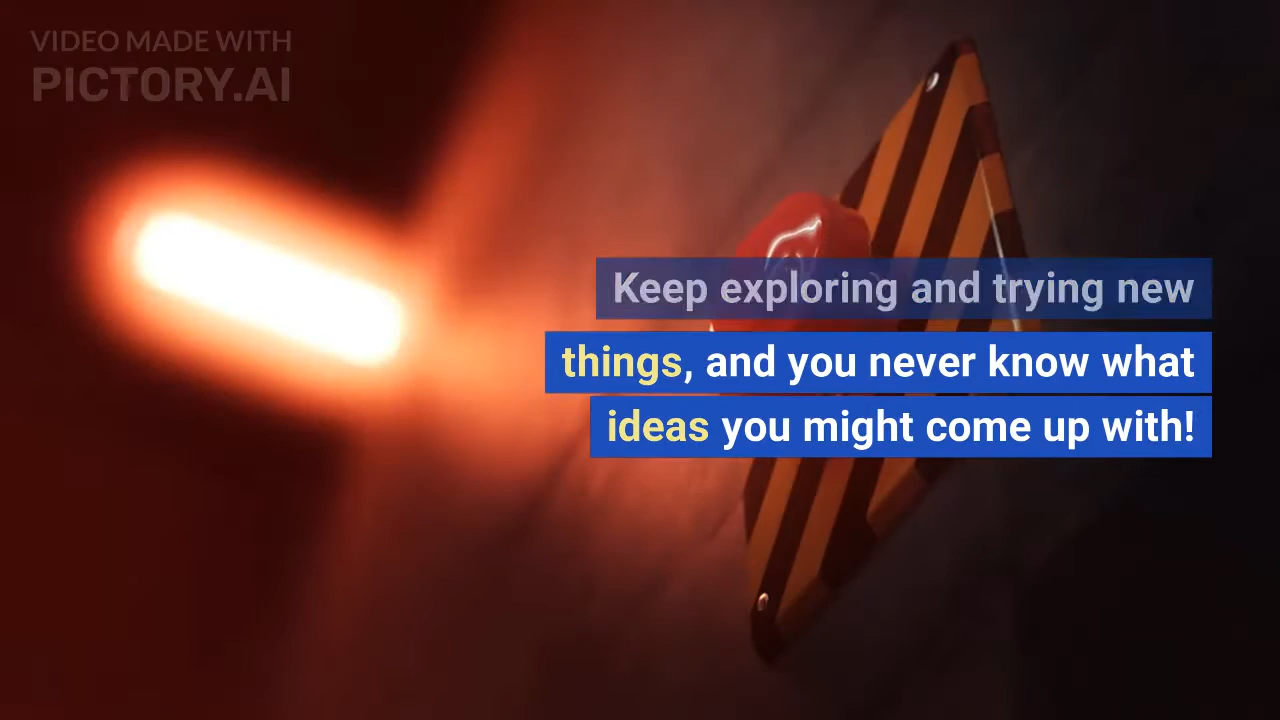 VIDEO MADE WITH
PICTORY.AI
Keep exploring and trying new
things, and you never know what
ideas you might come up with!